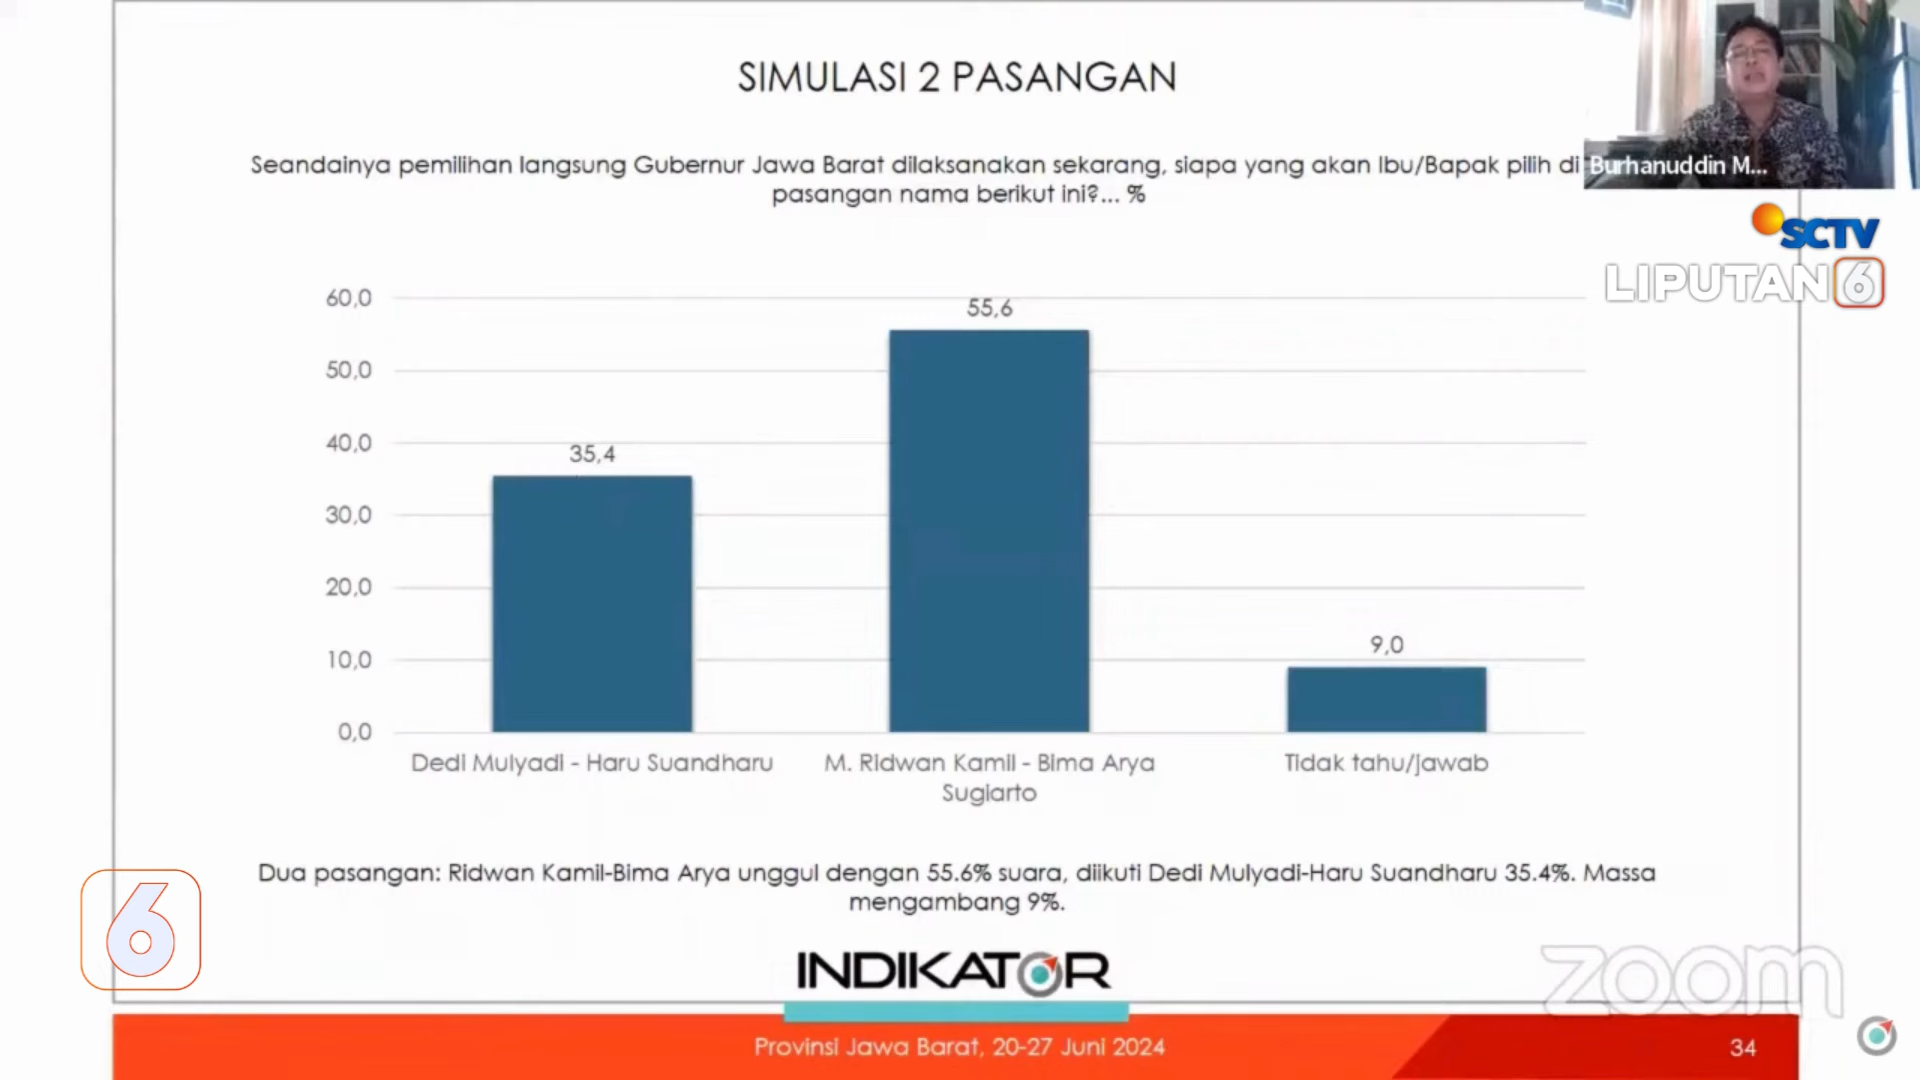 SIMULASI 2 PASANGAN
Seandainya pemilihan langsung Gubernur Jawa Barat dilaksanakan sekarang, siapa yang akan Ibu/Bapak pilih di
pasangan nama berikut ini?... %
Burhanuddin M...
SCTV
LIPUTAN 6
60,0
50,0
40,0
30,0
20,0
10,0
0,0
35,4
55,6
9,0
Dedi Mulyadi - Haru Suandharu
M. Ridwan Kamil - Bima Arya
Sugiarto
Tidak tahu/jawab
Dua pasangan: Ridwan Kamil-Bima Arya unggul dengan 55.6% suara, diikuti Dedi Mulyadi-Haru Suandharu 35.4%. Massa
mengambang 9%.
6
INDIKATOR
zoom
Provinsi Jawa Barat, 20-27 Juni 2024
34